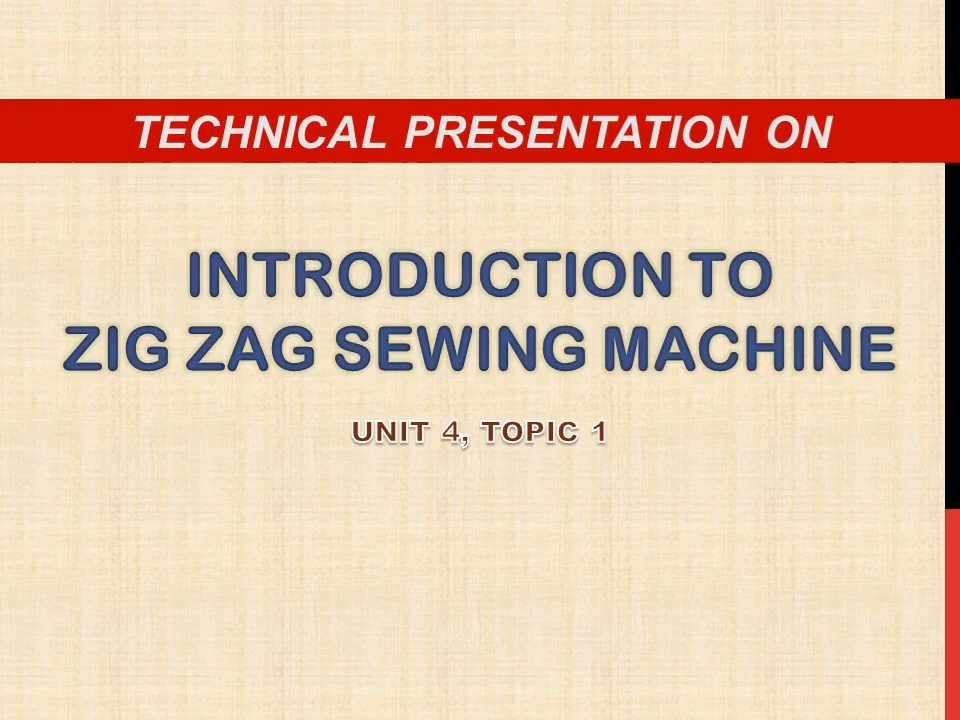 TECHNICAL PRESENTATION ON
INTRODUCTION TO
ZIG ZAG SEWING MACHINE
UNIT 4, TOPIC 1